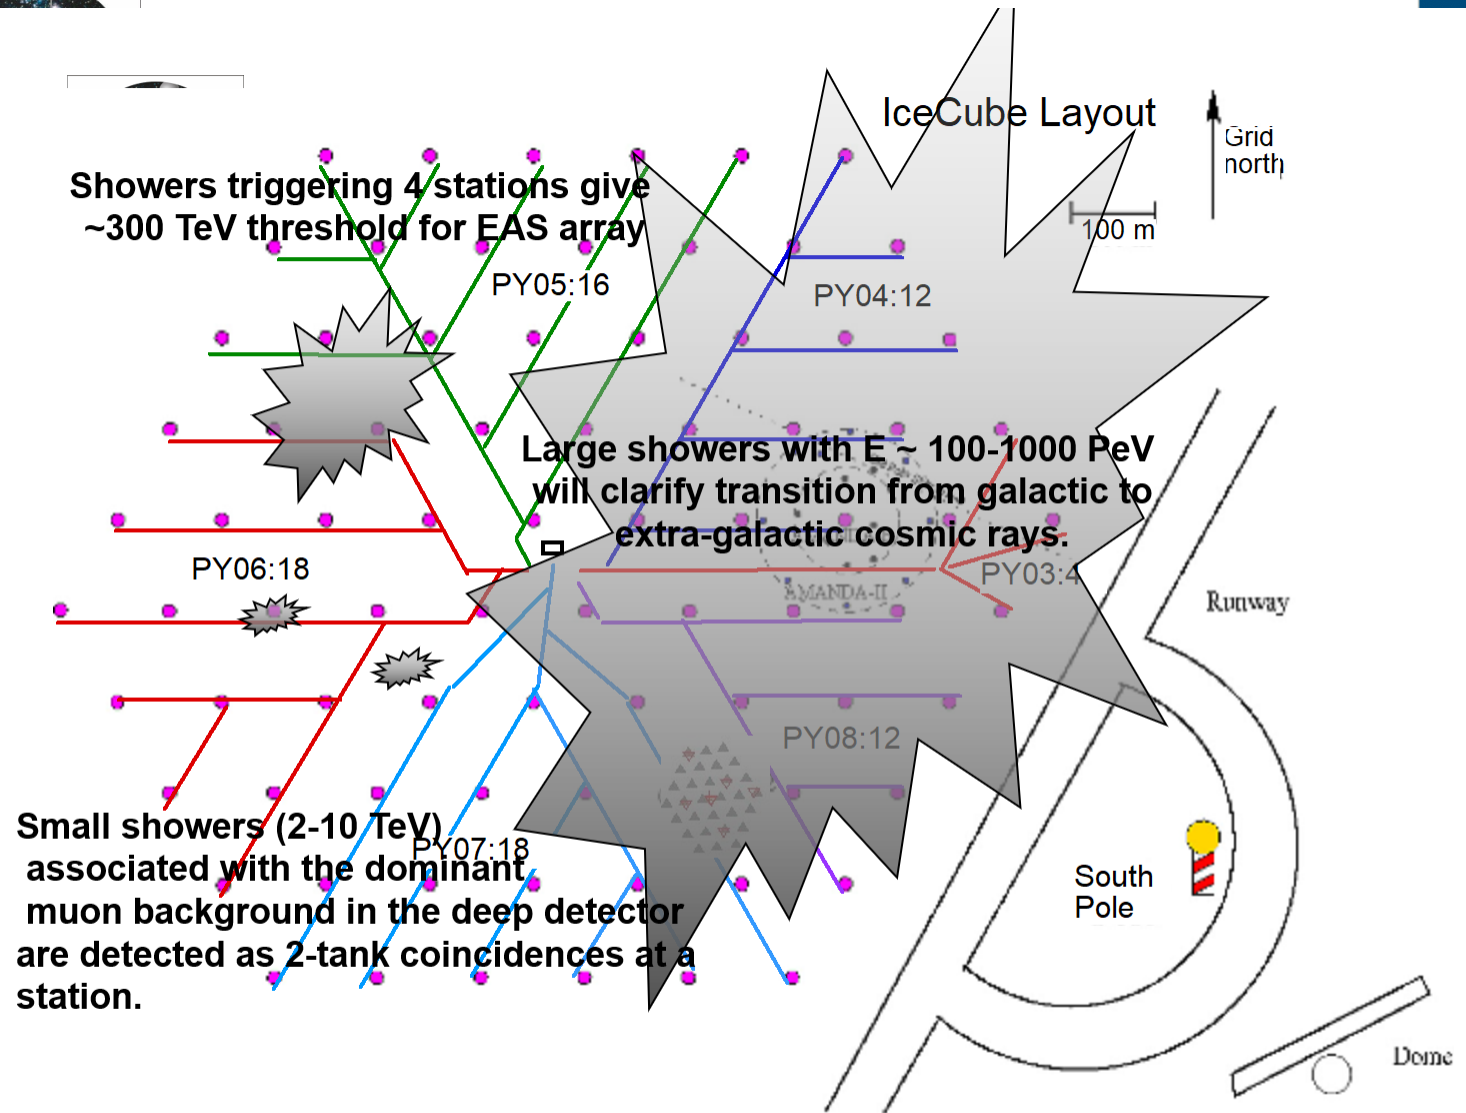 IceCube Layout
Grid
north
100 m
Showers triggering 4 stations give
~300 TeV threshold for EAS array
PY05:16
PY04:12
Large showers with E ~ 100-1000 PeV
will clarify transition from galactic to
extra-galactic cosmic rays.
PY06:18
PY03:4
AMANDA-II
Runway
PY08:12
Small showers (2-10 TeV)
PY07:18
associated with the dominant
muon background in the deep detector
are detected as 2-tank coincidences at a
station.
South
Pole
Dome